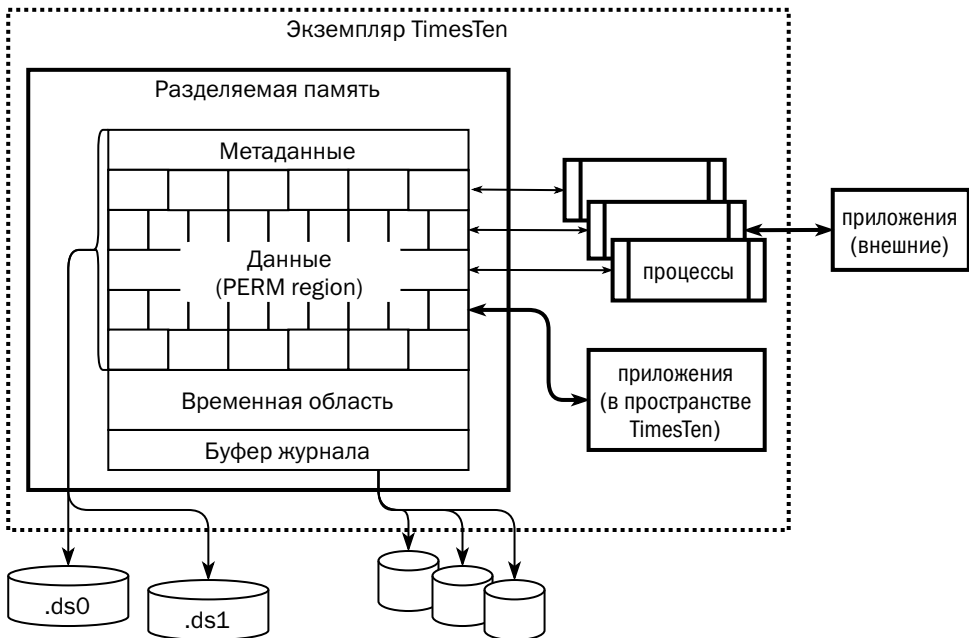 Экземпляр TimesTen
Разделяемая память
Метаданные
Данные
(PERM region)
Временная область
Буфер журнала
процессы
приложения
(внешние)
приложения
(в пространстве
TimesTen)
.ds0
.ds1